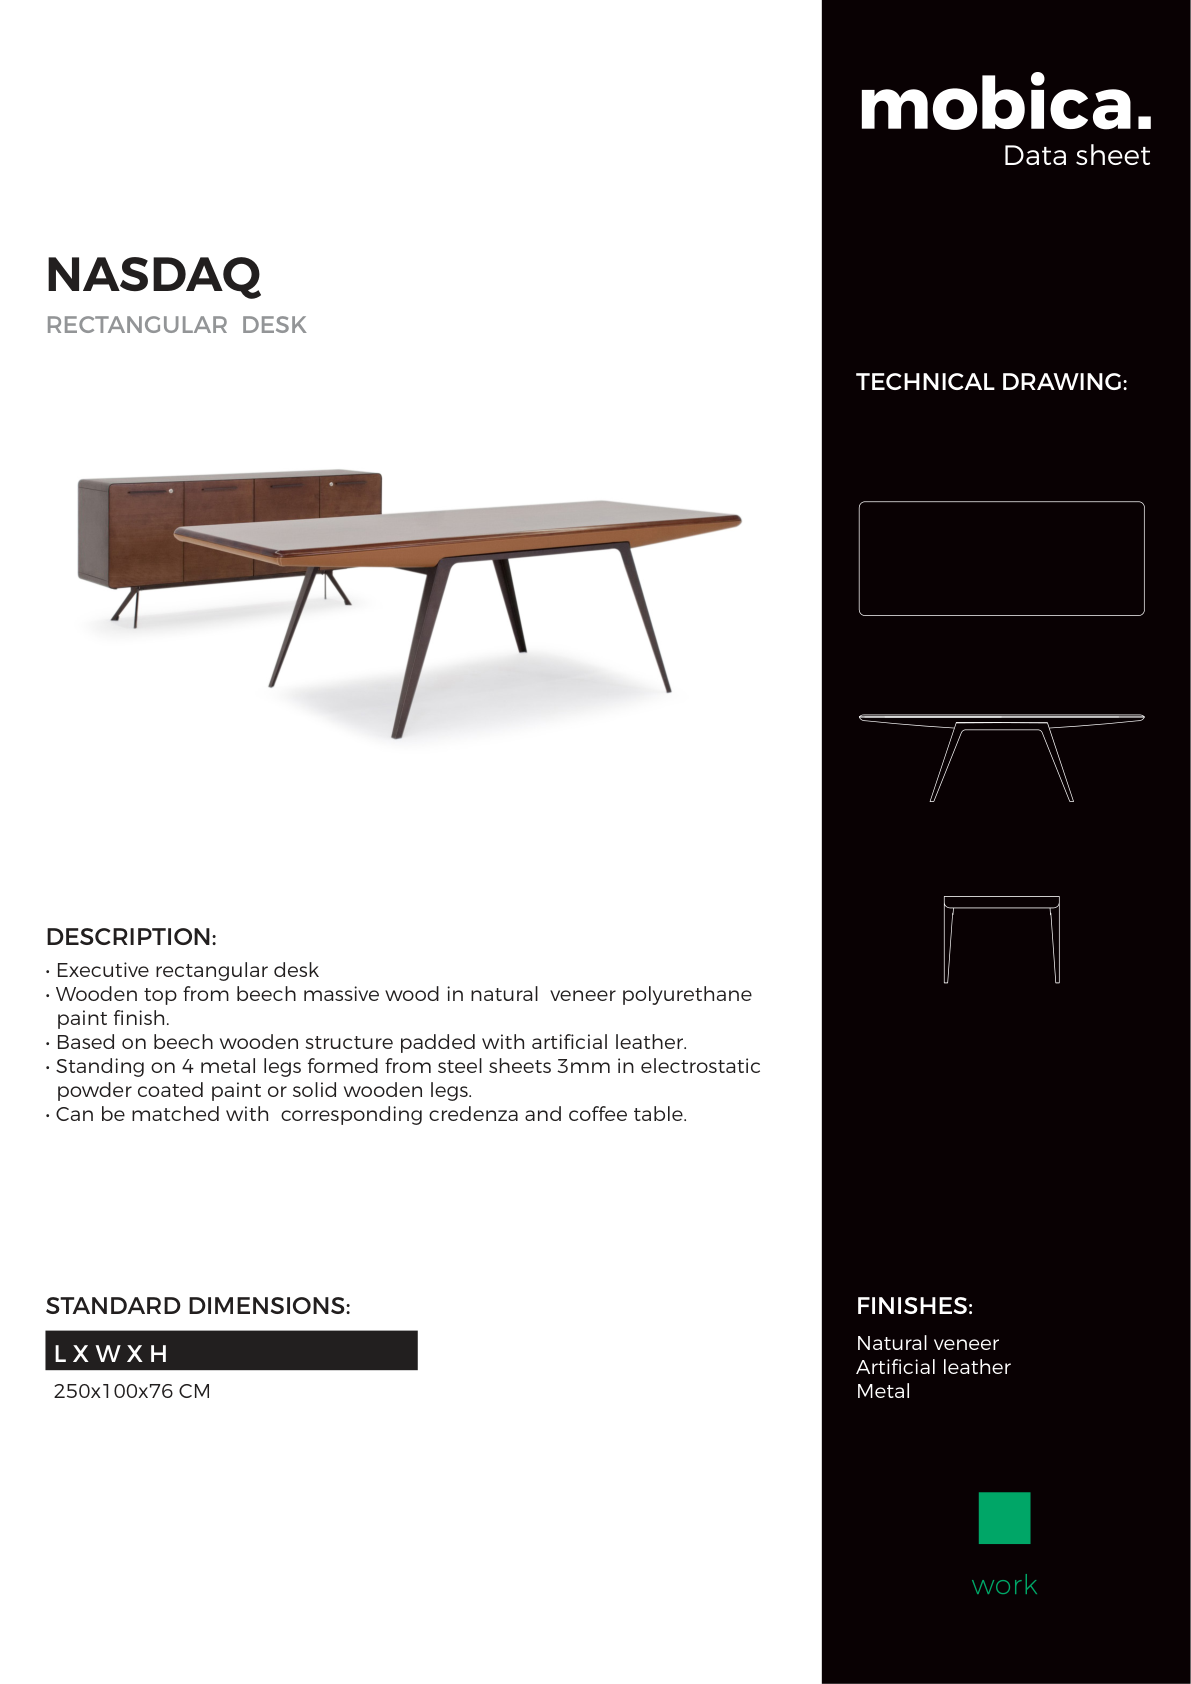 mobica.
Data sheet
NASDAQ
RECTANGULAR  DESK
TECHNICAL DRAWING:
DESCRIPTION:
• Executive rectangular desk
• Wooden top from beech massive wood in natural  veneer polyurethane
paint finish.
• Based on beech wooden structure padded with artificial leather.
• Standing on 4 metal legs formed from steel sheets 3mm in electrostatic
powder coated paint or solid wooden legs.
• Can be matched with  corresponding credenza and coffee table.
STANDARD DIMENSIONS:
L X W X H
250x100x76 CM
FINISHES:
Natural veneer
Artificial leather
Metal
work